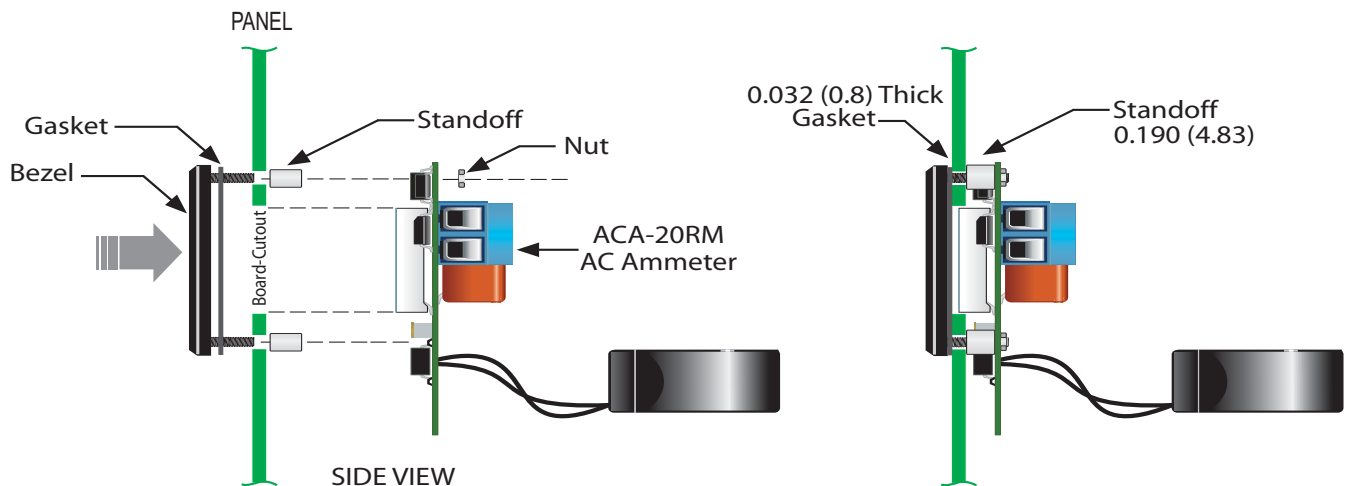 PANEL
Gasket
Standoff
Bezel
Nut
Board-Cutout
ACA-20RM
AC Ammeter
SIDE VIEW
0.032 (0.8) Thick
Gasket
Standoff
0.190 (4.83)